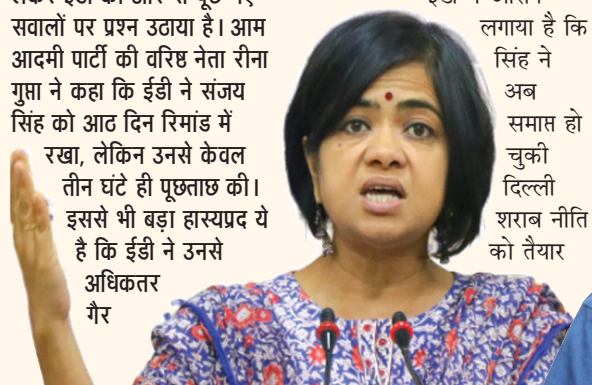 सवालों पर प्रश्न उठाया है। आम
आदमी पार्टी की वरिष्ठ नेता रीना
गुप्ता ने कहा कि ईडी ने संजय
सिंह को आठ दिन रिमांड में
रखा, लेकिन उनसे केवल
तीन घंटे ही पूछताछ की।
इससे भी बड़ा हास्यप्रद ये
है कि ईडी ने उनसे
अधिकतर
गैर
लगाया है कि
सिंह ने
अब
समाप्त हो
चुकी
दिल्ली
शराब नीति
को तैयार